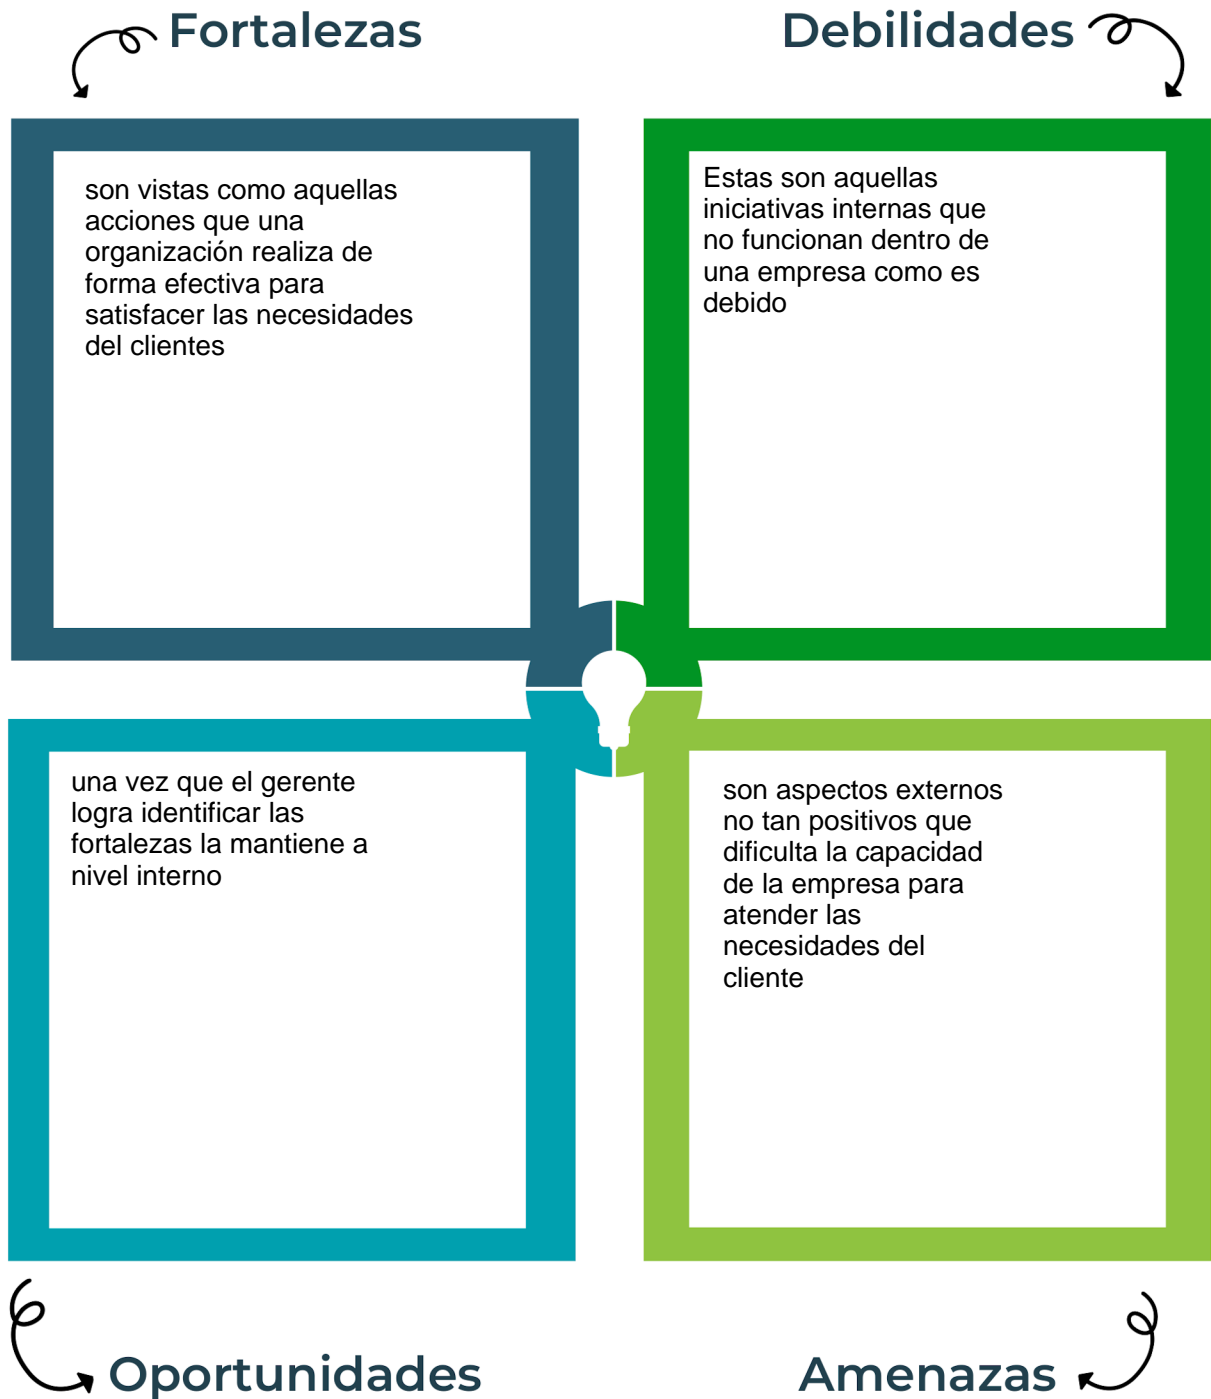 Fortalezas
son vistas como aquellas
acciones que una
organización realiza de
forma efectiva para
satisfacer las necesidades
del clientes
Debilidades
Estas son aquellas
iniciativas internas que
no funcionan dentro de
una empresa como es
debido
una vez que el gerente
logra identificar las
fortalezas la mantiene a
nivel interno
Oportunidades
son aspectos externos
no tan positivos que
dificulta la capacidad
de la empresa para
atender las
necesidades del
cliente
Amenazas